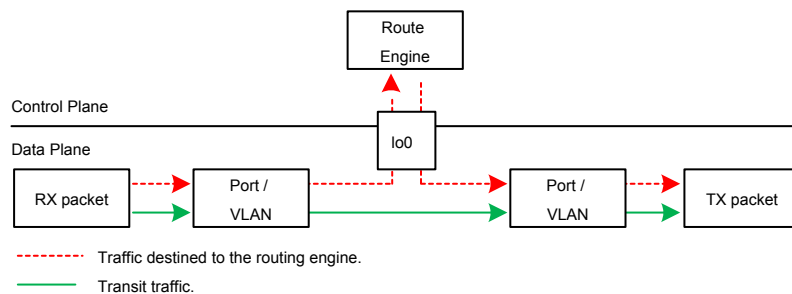 Route
Engine
Control Plane
lo0
Data Plane
RX packet
Port /
VLAN
Port /
VLAN
TX packet
Traffic destined to the routing engine.
Transit traffic.